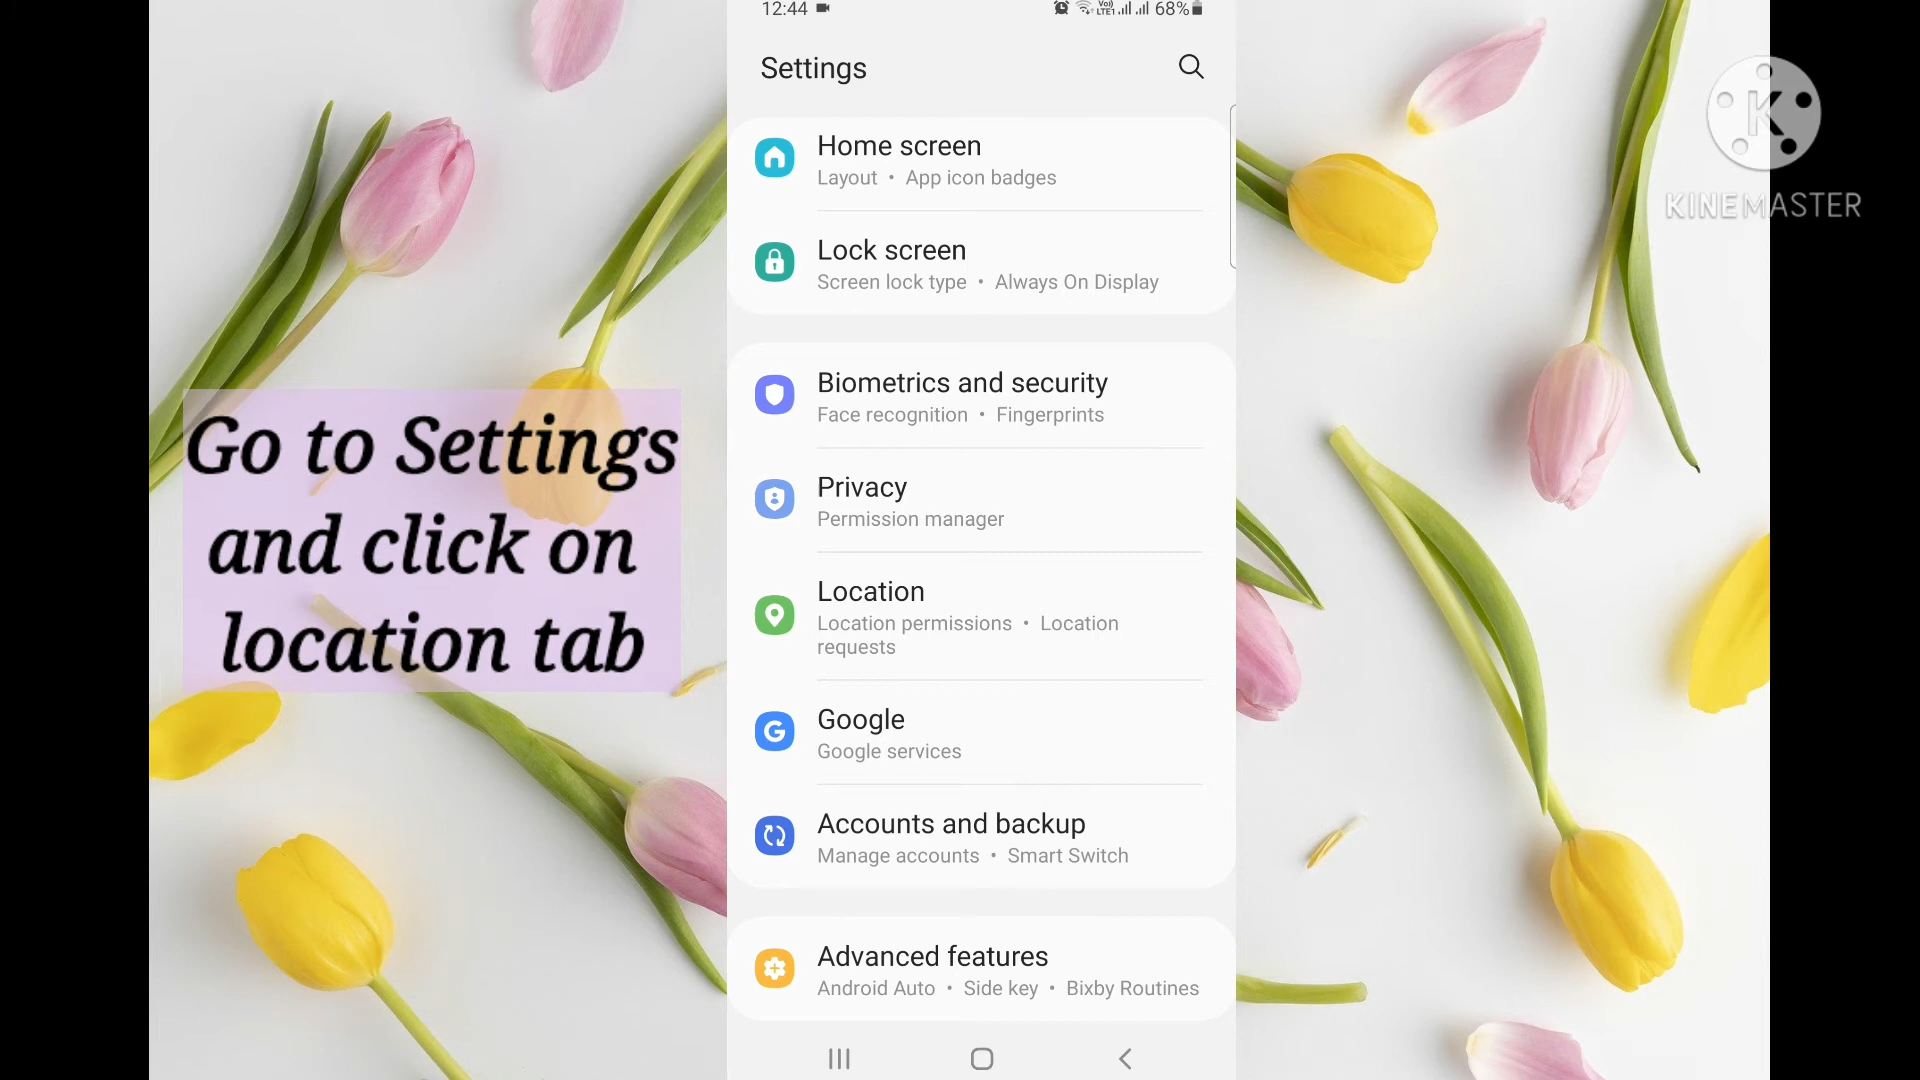 12:44
Vo)) LTE1 68%
Settings
Home screen
Layout • App icon badges
Lock screen
Screen lock type • Always On Display
Biometrics and security
Face recognition • Fingerprints
Privacy
Permission manager
Location
Location permissions • Location
requests
Google
Google services
Accounts and backup
Manage accounts • Smart Switch
Advanced features
Android Auto • Side key • Bixby Routines
Go to Settings
and click on
location tab
K
KINEMASTER